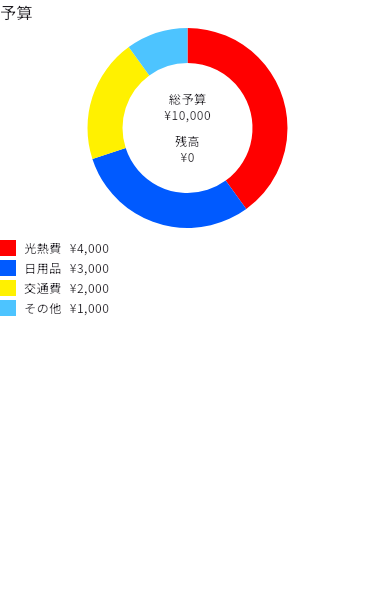 予算
総予算
¥10,000
残高
¥0
光熱費 ¥4,000
日用品 ¥3,000
交通費 ¥2,000
その他 ¥1,000